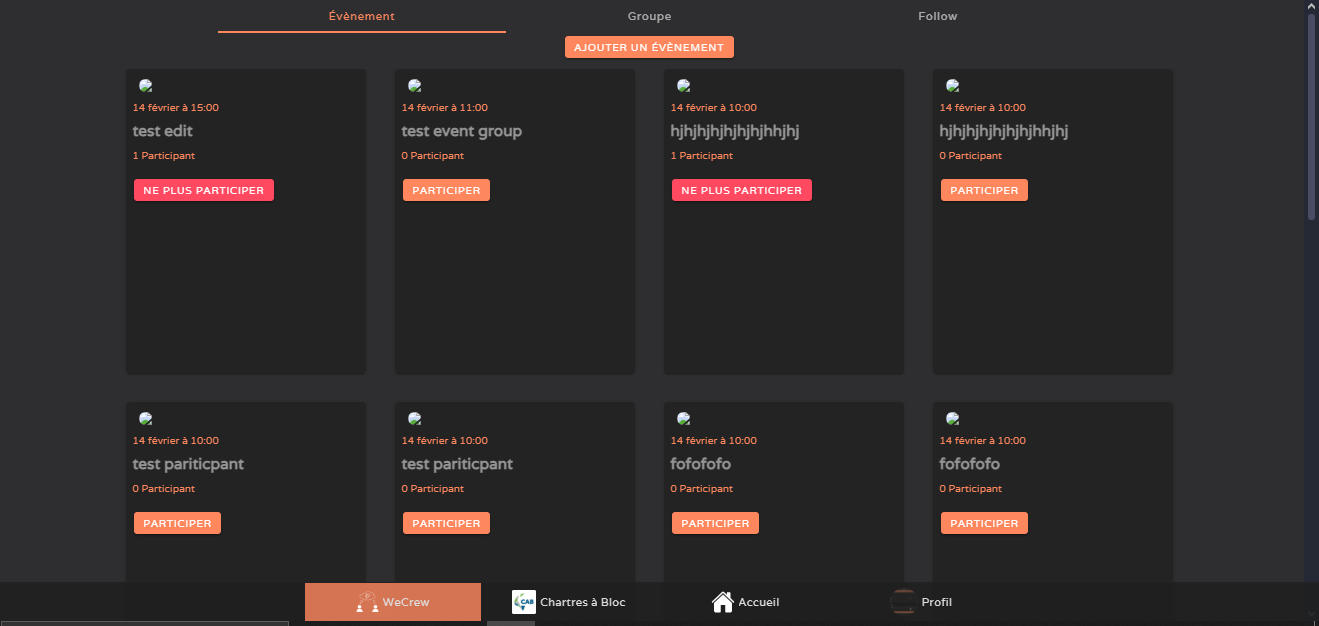 Évènement Groupe Follow
AJOUTER UN ÉVÈNEMENT
14 février à 15:00 14 février à 11:00 14 février à 10:00 14 février à 10:00
test edit test event group hjhjhjhjhjhjhjhhjhj hjhjhjhjhjhjhjhhjhj
1 Participant 0 Participant 1 Participant 0 Participant
NE PLUS PARTICIPER PARTICIPER NE PLUS PARTICIPER PARTICIPER
14 février à 10:00 14 février à 10:00 14 février à 10:00 14 février à 10:00
test pariticpant test pariticpant fofofofo fofofofo
0 Participant 0 Participant 0 Participant 0 Participant
PARTICIPER PARTICIPER PARTICIPER PARTICIPER
WeCrew CAB Chartres à Bloc Accueil Profil